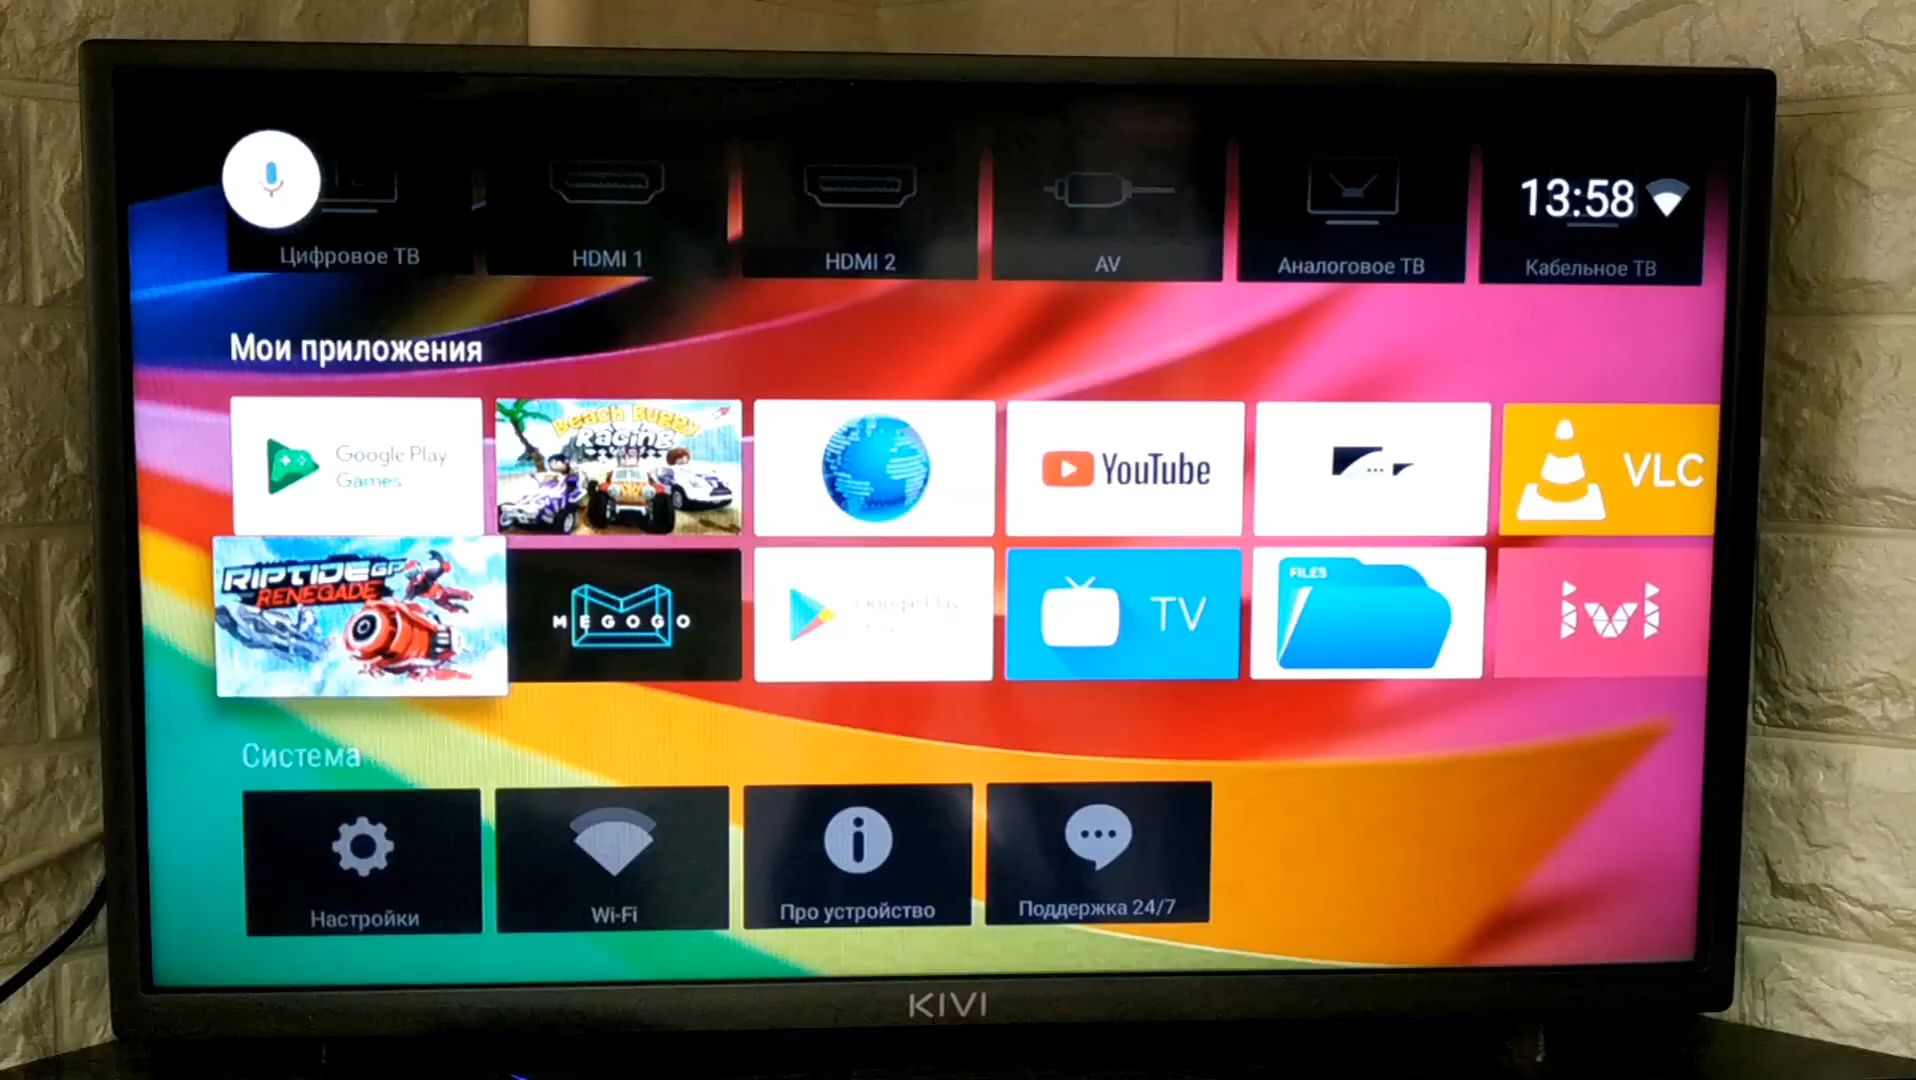 13:58
Цифровое ТВ
HDMI 1
HDMI 2
AV
Аналоговое ТВ
Кабельное ТВ
Мои приложения
Google Play
Games
Beach Buggy
Racing
YouTube
VLC
RIPTIDE GP
RENEGADE
MEGOGO
Google Play
TV
FILES
ivi
Система
Настройки
Wi-Fi
Про устройство
Поддержка 24/7
KIVI